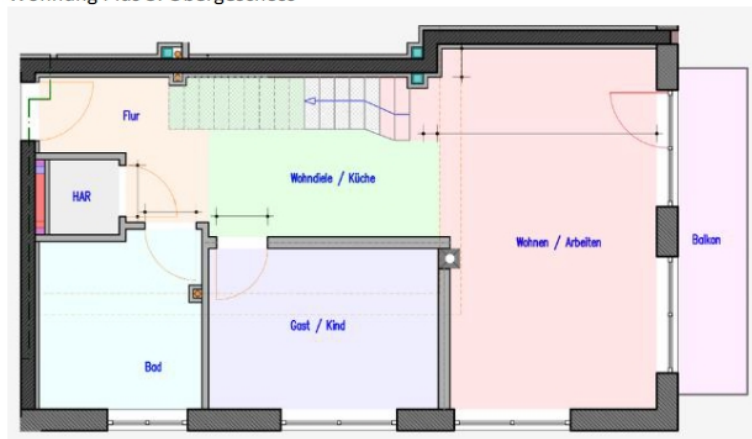 Flur
Wohndiele / Küche
HAR
Wohnen / Arbeiten
Balkon
Gast / Kind
Bad